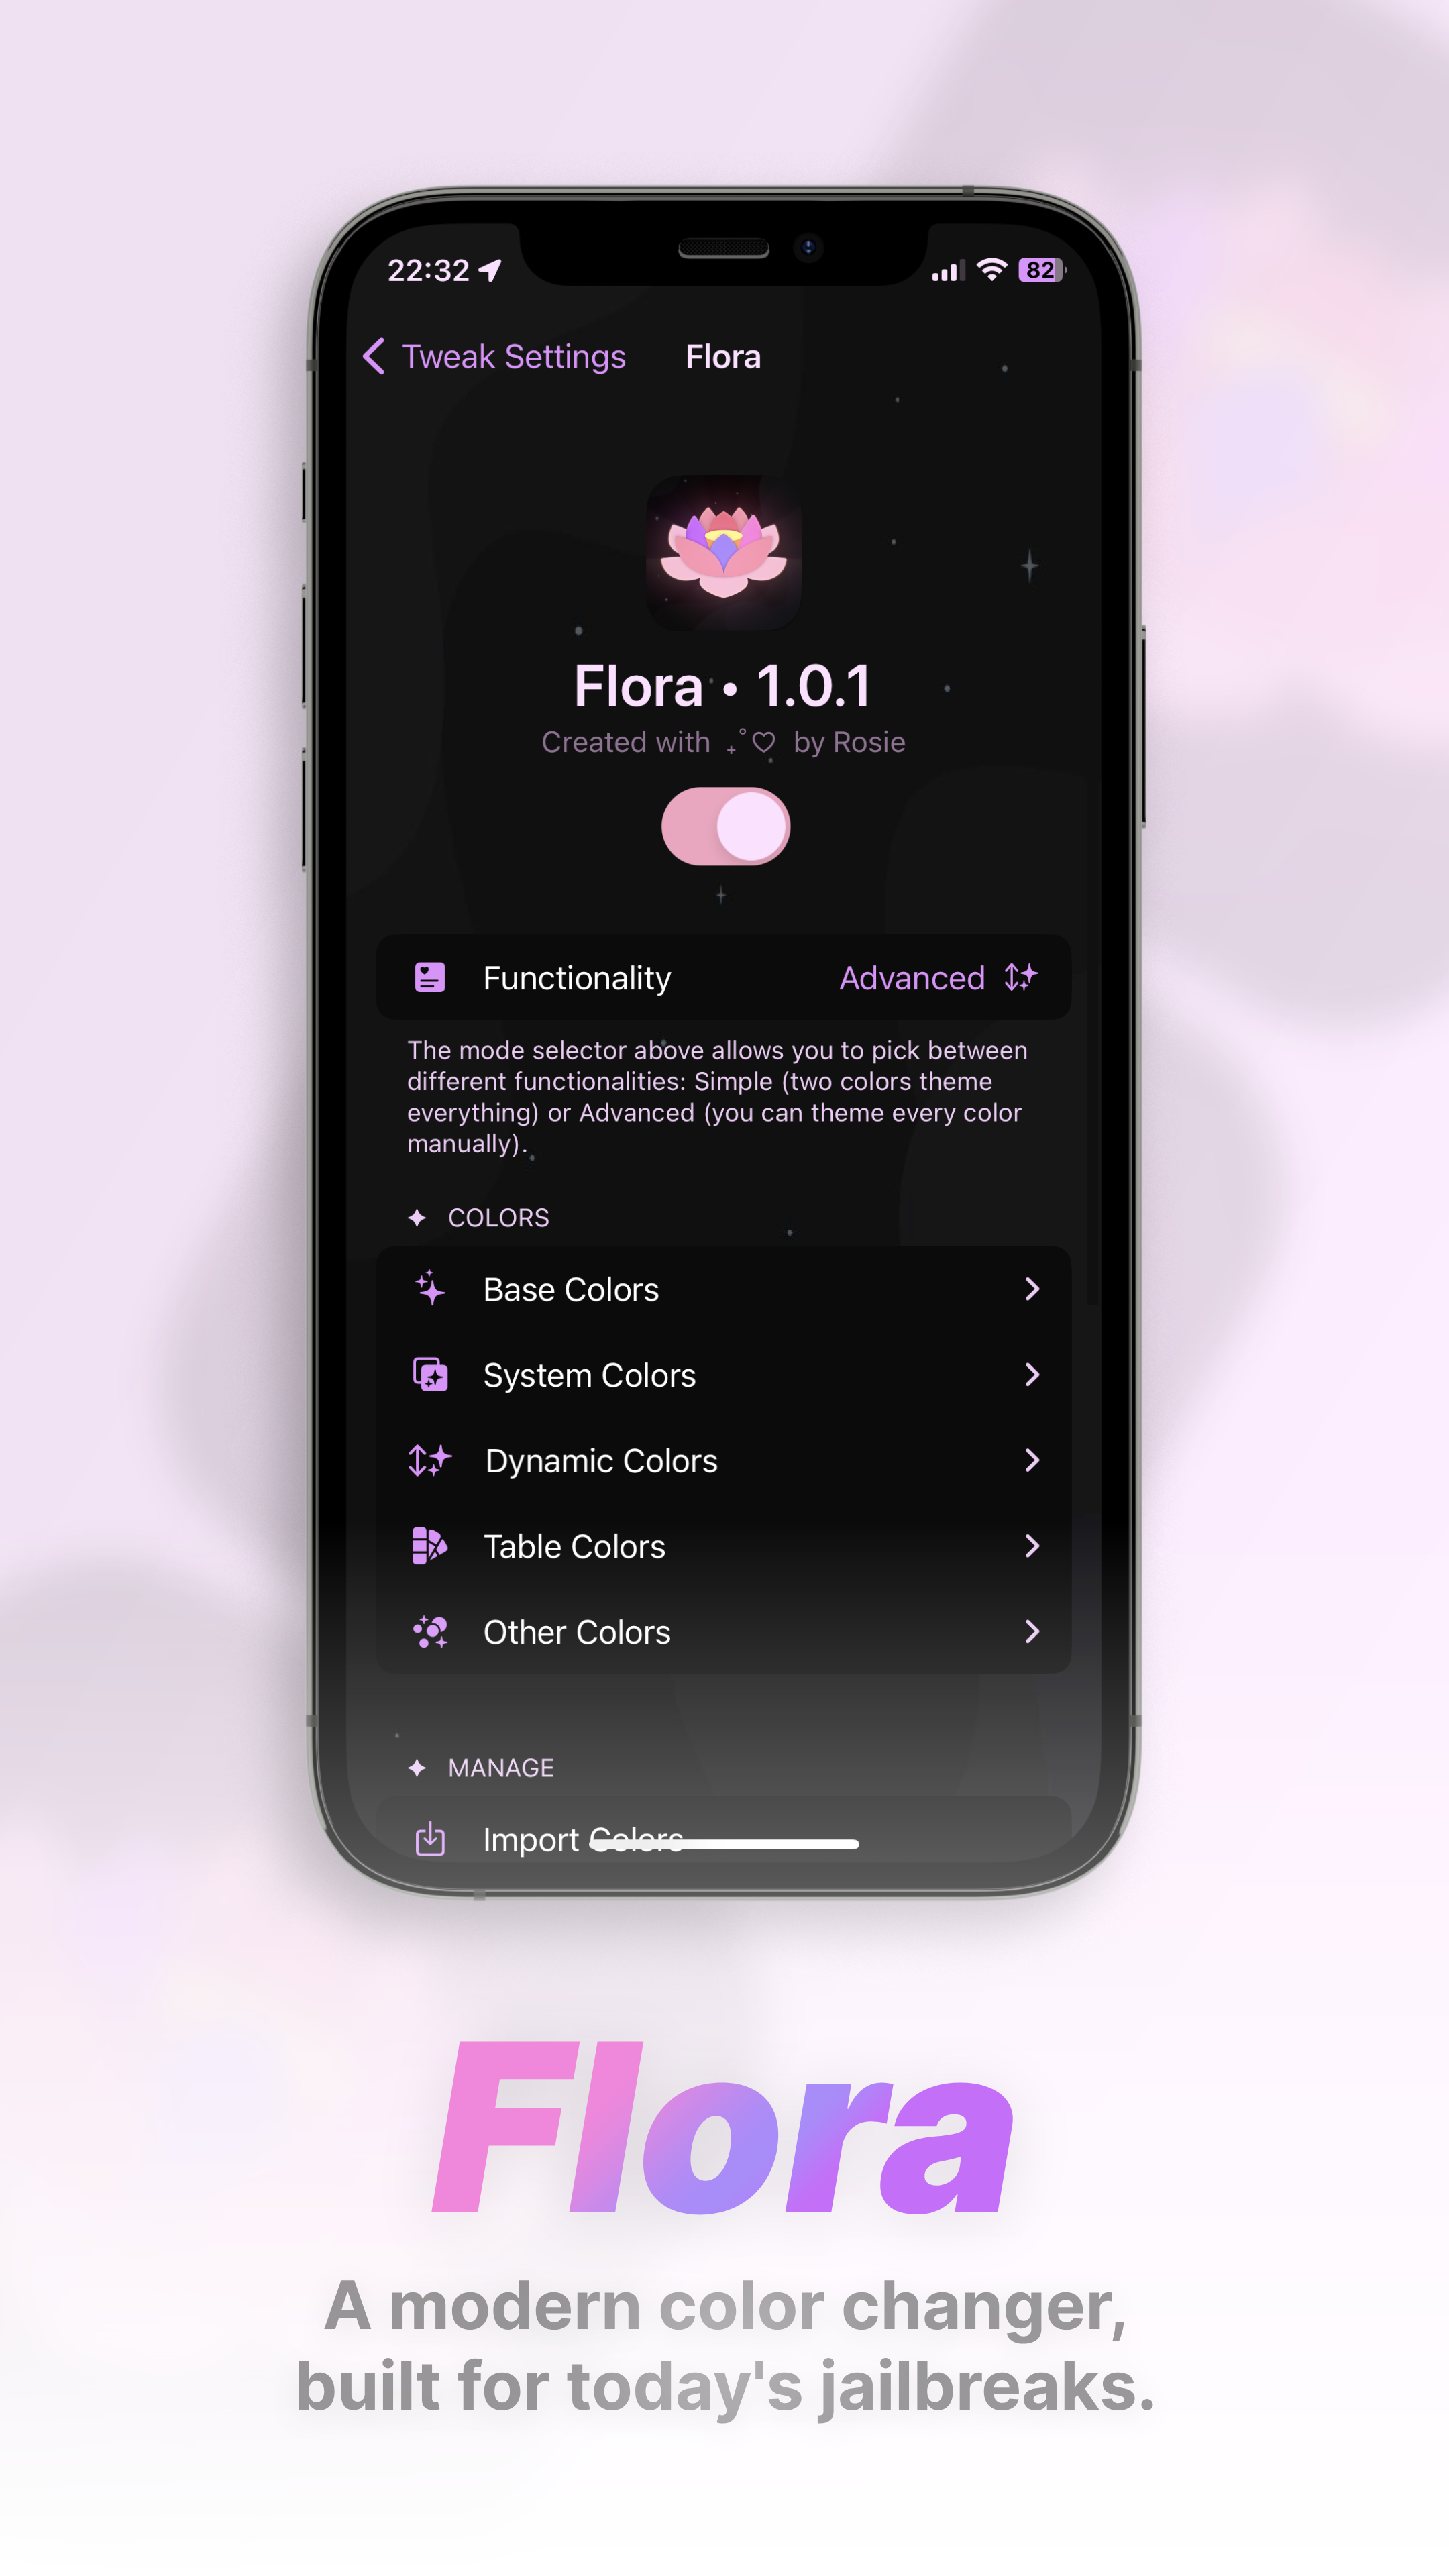 22:32
82
Tweak Settings
Flora
Flora • 1.0.1
Created with ₊˚♡ by Rosie
Functionality
Advanced
The mode selector above allows you to pick between
different functionalities: Simple (two colors theme
everything) or Advanced (you can theme every color
manually).
COLORS
Base Colors
System Colors
Dynamic Colors
Table Colors
Other Colors
MANAGE
Import Colors
Flora
A modern color changer,
built for today's jailbreaks.